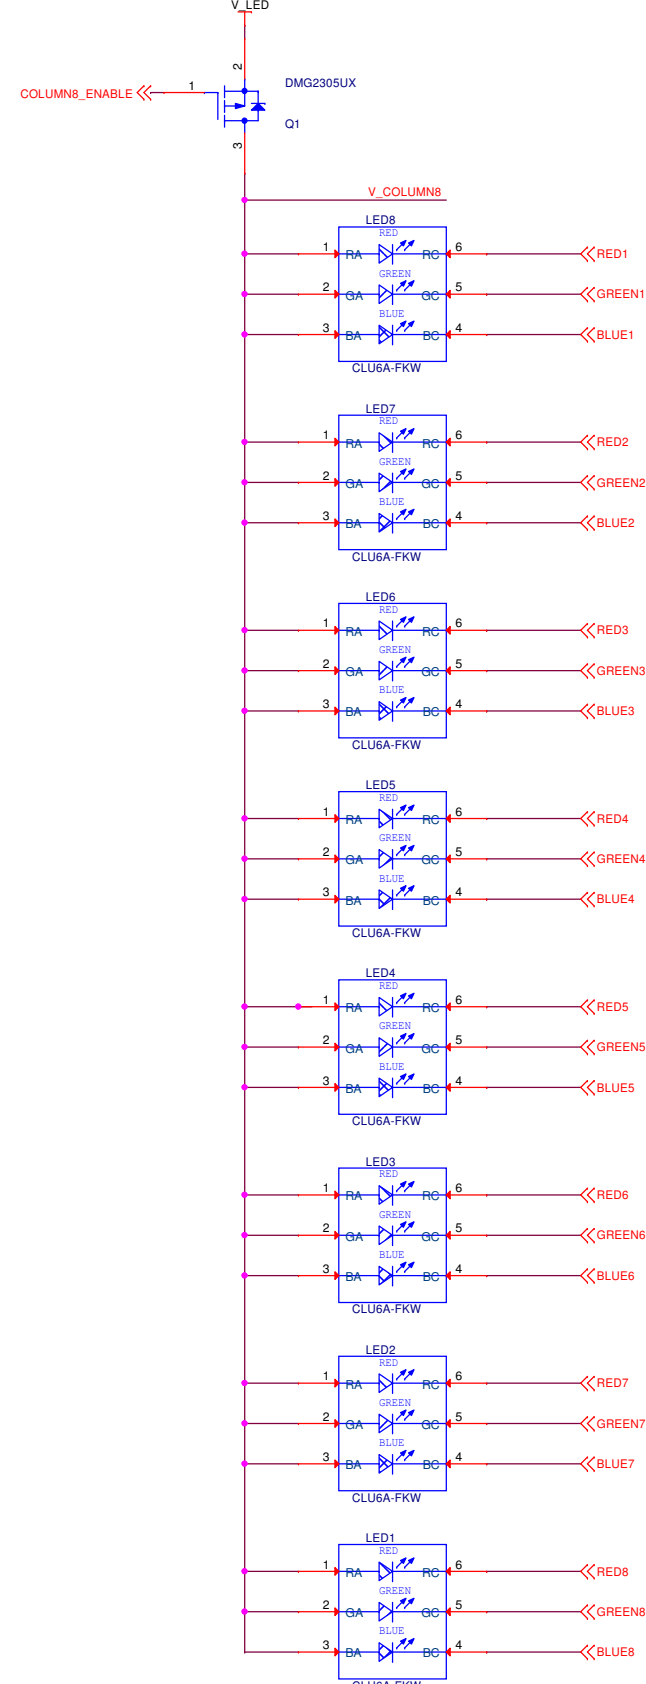 V_LED
2
DMG2305UX
COLUMN8_ENABLE 1
Q1
3
V_COLUMN8
LED8
RED
1 RA RC 6 RED1
GREEN
2 GA GC 5 GREEN1
BLUE
3 BA BC 4 BLUE1
CLU6A-FKW
LED7
RED
1 RA RC 6 RED2
GREEN
2 GA GC 5 GREEN2
BLUE
3 BA BC 4 BLUE2
CLU6A-FKW
LED6
RED
1 RA RC 6 RED3
GREEN
2 GA GC 5 GREEN3
BLUE
3 BA BC 4 BLUE3
CLU6A-FKW
LED5
RED
1 RA RC 6 RED4
GREEN
2 GA GC 5 GREEN4
BLUE
3 BA BC 4 BLUE4
CLU6A-FKW
LED4
RED
1 RA RC 6 RED5
GREEN
2 GA GC 5 GREEN5
BLUE
3 BA BC 4 BLUE5
CLU6A-FKW
LED3
RED
1 RA RC 6 RED6
GREEN
2 GA GC 5 GREEN6
BLUE
3 BA BC 4 BLUE6
CLU6A-FKW
LED2
RED
1 RA RC 6 RED7
GREEN
2 GA GC 5 GREEN7
BLUE
3 BA BC 4 BLUE7
CLU6A-FKW
LED1
RED
1 RA RC 6 RED8
GREEN
2 GA GC 5 GREEN8
BLUE
3 BA BC 4 BLUE8
CLU6A-FKW